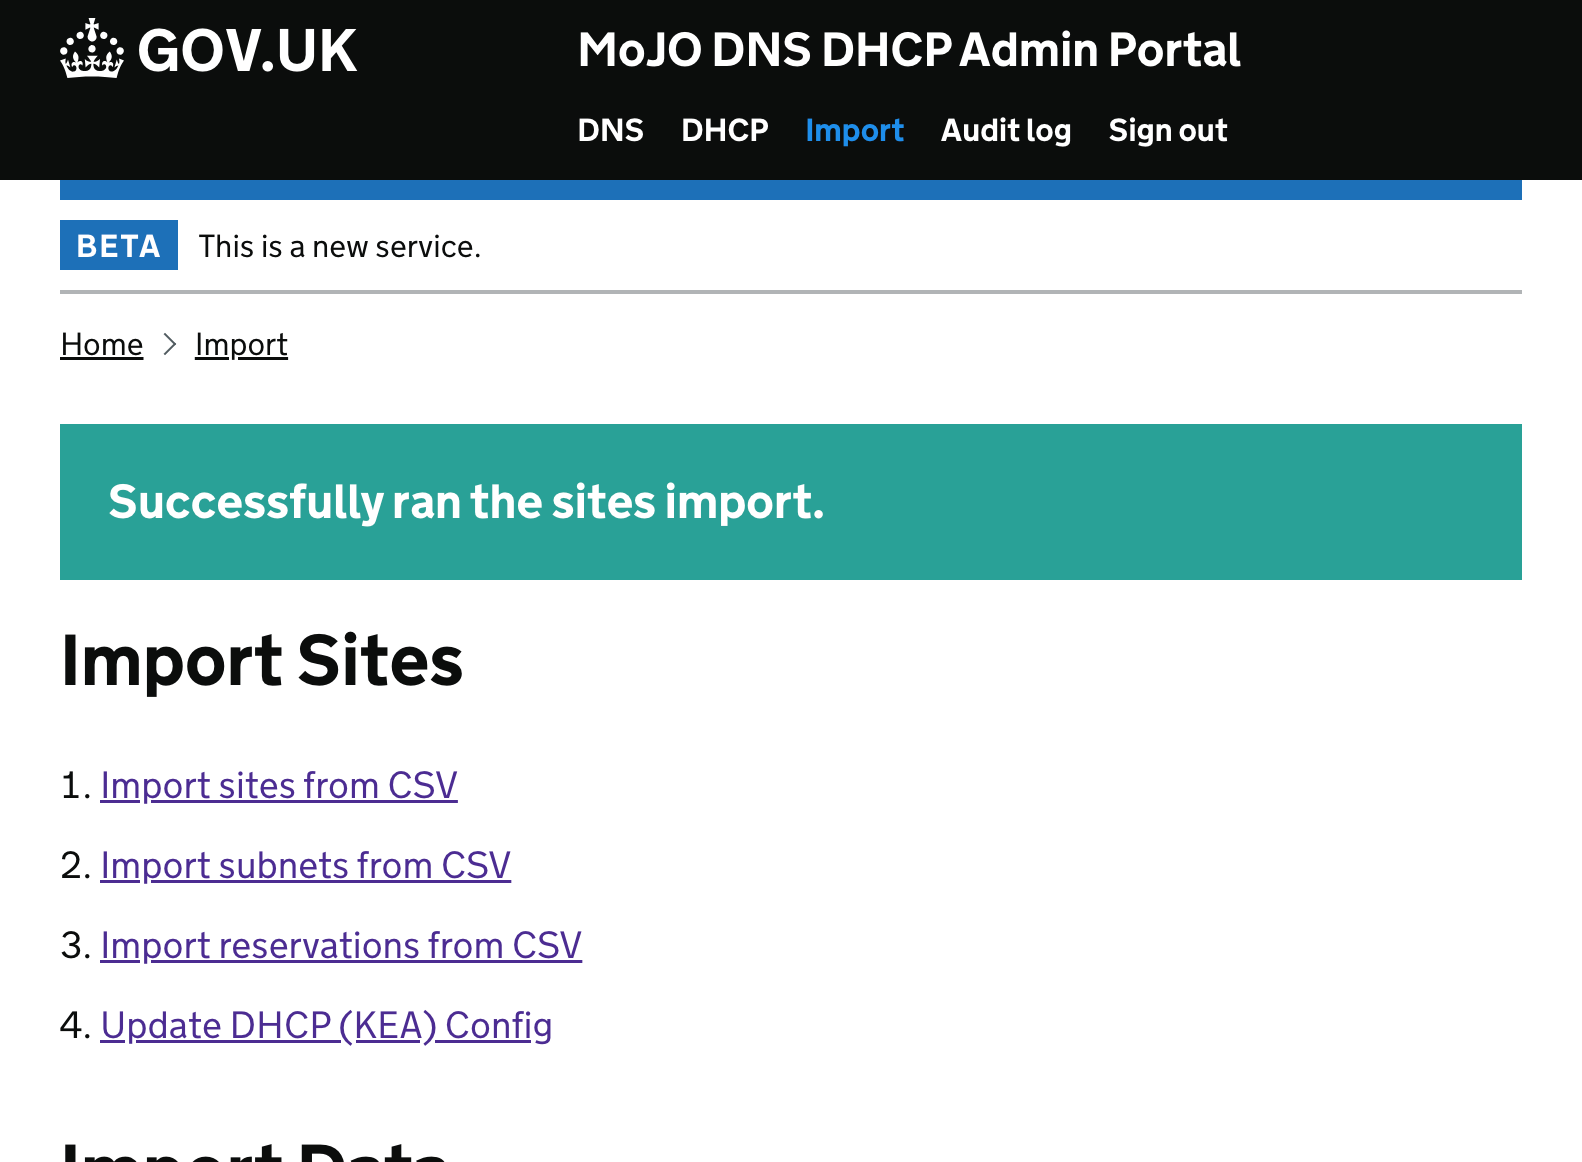 GOV.UK
MoJO DNS DHCP Admin Portal
DNS DHCP Import Audit log Sign out
BETA This is a new service.
Home Import
Successfully ran the sites import.
Import Sites
1. Import sites from CSV
2. Import subnets from CSV
3. Import reservations from CSV
4. Update DHCP (KEA) Config
Import Data